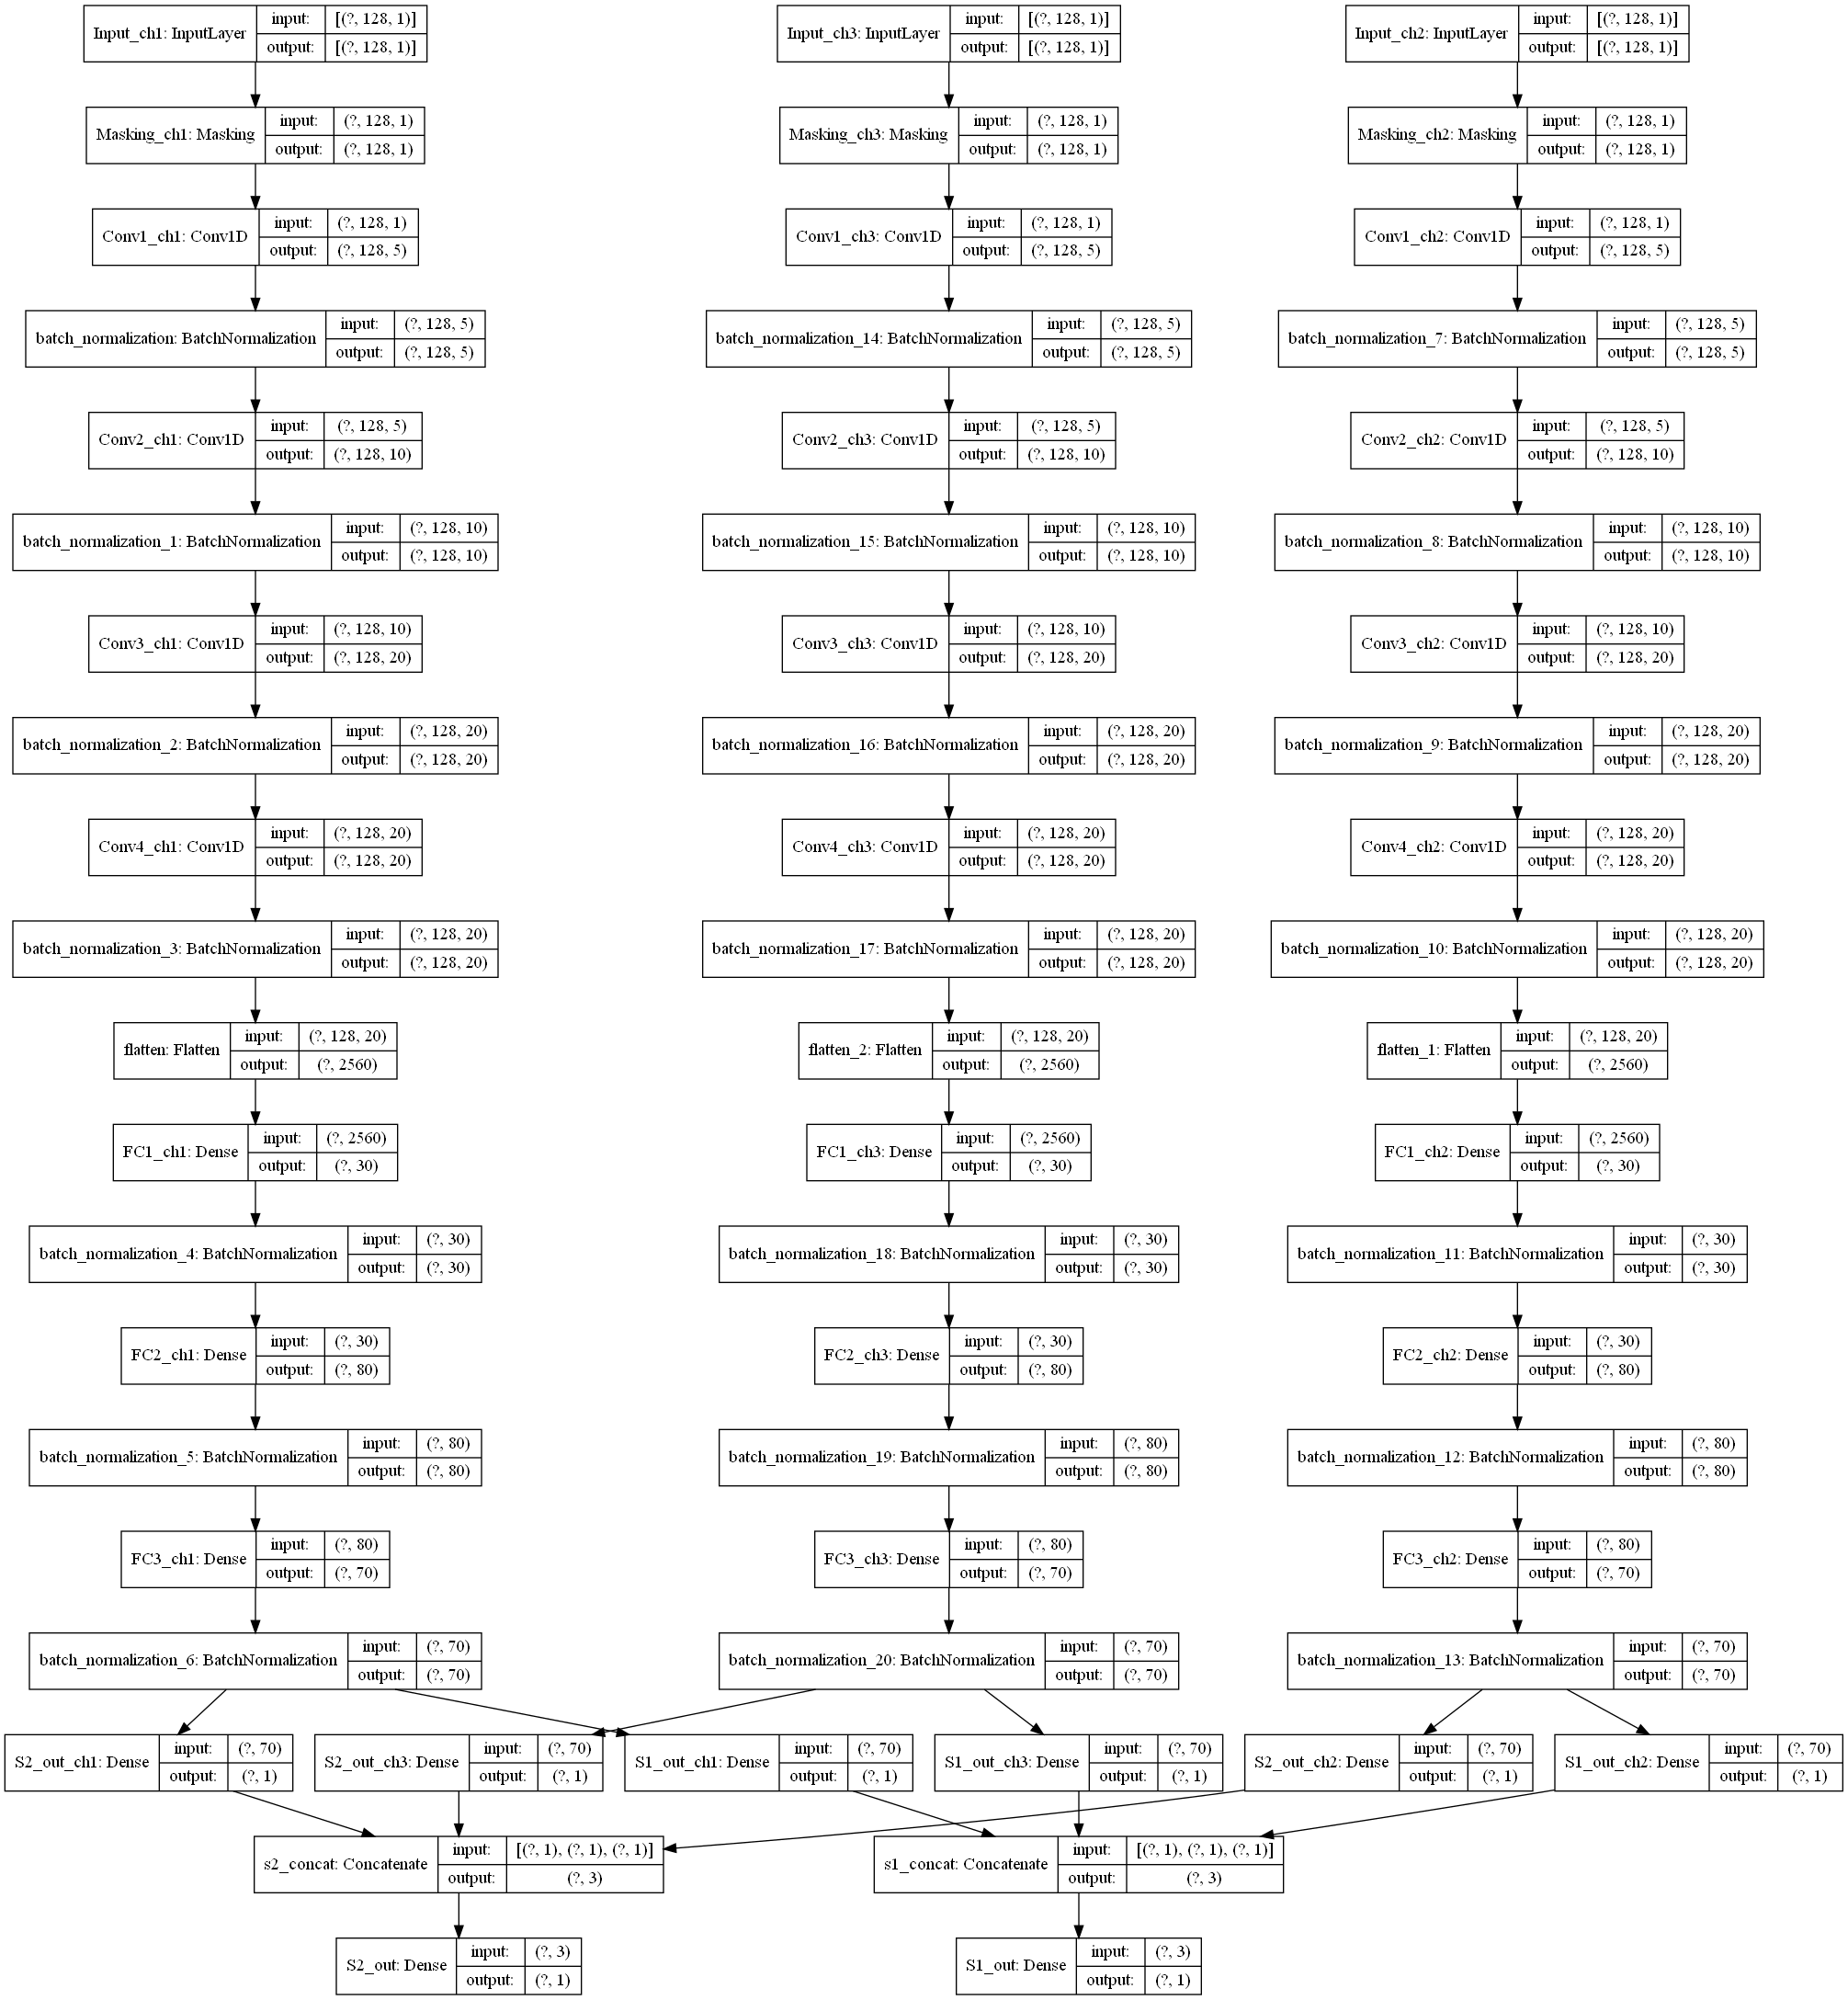 Input_ch1: InputLayer input: [(?, 128, 1)] output: [(?, 128, 1)]
Input_ch3: InputLayer input: [(?, 128, 1)] output: [(?, 128, 1)]
Input_ch2: InputLayer input: [(?, 128, 1)] output: [(?, 128, 1)]
Masking_ch1: Masking input: (?, 128, 1) output: (?, 128, 1)
Masking_ch3: Masking input: (?, 128, 1) output: (?, 128, 1)
Masking_ch2: Masking input: (?, 128, 1) output: (?, 128, 1)
Conv1_ch1: Conv1D input: (?, 128, 1) output: (?, 128, 5)
Conv1_ch3: Conv1D input: (?, 128, 1) output: (?, 128, 5)
Conv1_ch2: Conv1D input: (?, 128, 1) output: (?, 128, 5)
batch_normalization: BatchNormalization input: (?, 128, 5) output: (?, 128, 5)
batch_normalization_14: BatchNormalization input: (?, 128, 5) output: (?, 128, 5)
batch_normalization_7: BatchNormalization input: (?, 128, 5) output: (?, 128, 5)
Conv2_ch1: Conv1D input: (?, 128, 5) output: (?, 128, 10)
Conv2_ch3: Conv1D input: (?, 128, 5) output: (?, 128, 10)
Conv2_ch2: Conv1D input: (?, 128, 5) output: (?, 128, 10)
batch_normalization_1: BatchNormalization input: (?, 128, 10) output: (?, 128, 10)
batch_normalization_15: BatchNormalization input: (?, 128, 10) output: (?, 128, 10)
batch_normalization_8: BatchNormalization input: (?, 128, 10) output: (?, 128, 10)
Conv3_ch1: Conv1D input: (?, 128, 10) output: (?, 128, 20)
Conv3_ch3: Conv1D input: (?, 128, 10) output: (?, 128, 20)
Conv3_ch2: Conv1D input: (?, 128, 10) output: (?, 128, 20)
batch_normalization_2: BatchNormalization input: (?, 128, 20) output: (?, 128, 20)
batch_normalization_16: BatchNormalization input: (?, 128, 20) output: (?, 128, 20)
batch_normalization_9: BatchNormalization input: (?, 128, 20) output: (?, 128, 20)
Conv4_ch1: Conv1D input: (?, 128, 20) output: (?, 128, 20)
Conv4_ch3: Conv1D input: (?, 128, 20) output: (?, 128, 20)
Conv4_ch2: Conv1D input: (?, 128, 20) output: (?, 128, 20)
batch_normalization_3: BatchNormalization input: (?, 128, 20) output: (?, 128, 20)
batch_normalization_17: BatchNormalization input: (?, 128, 20) output: (?, 128, 20)
batch_normalization_10: BatchNormalization input: (?, 128, 20) output: (?, 128, 20)
flatten: Flatten input: (?, 128, 20) output: (?, 2560)
flatten_2: Flatten input: (?, 128, 20) output: (?, 2560)
flatten_1: Flatten input: (?, 128, 20) output: (?, 2560)
FC1_ch1: Dense input: (?, 2560) output: (?, 30)
FC1_ch3: Dense input: (?, 2560) output: (?, 30)
FC1_ch2: Dense input: (?, 2560) output: (?, 30)
batch_normalization_4: BatchNormalization input: (?, 30) output: (?, 30)
batch_normalization_18: BatchNormalization input: (?, 30) output: (?, 30)
batch_normalization_11: BatchNormalization input: (?, 30) output: (?, 30)
FC2_ch1: Dense input: (?, 30) output: (?, 80)
FC2_ch3: Dense input: (?, 30) output: (?, 80)
FC2_ch2: Dense input: (?, 30) output: (?, 80)
batch_normalization_5: BatchNormalization input: (?, 80) output: (?, 80)
batch_normalization_19: BatchNormalization input: (?, 80) output: (?, 80)
batch_normalization_12: BatchNormalization input: (?, 80) output: (?, 80)
FC3_ch1: Dense input: (?, 80) output: (?, 70)
FC3_ch3: Dense input: (?, 80) output: (?, 70)
FC3_ch2: Dense input: (?, 80) output: (?, 70)
batch_normalization_6: BatchNormalization input: (?, 70) output: (?, 70)
batch_normalization_20: BatchNormalization input: (?, 70) output: (?, 70)
batch_normalization_13: BatchNormalization input: (?, 70) output: (?, 70)
S2_out_ch1: Dense input: (?, 70) output: (?, 1)
S2_out_ch3: Dense input: (?, 70) output: (?, 1)
S1_out_ch1: Dense input: (?, 70) output: (?, 1)
S1_out_ch3: Dense input: (?, 70) output: (?, 1)
S2_out_ch2: Dense input: (?, 70) output: (?, 1)
S1_out_ch2: Dense input: (?, 70) output: (?, 1)
s2_concat: Concatenate input: [(?, 1), (?, 1), (?, 1)] output: (?, 3)
s1_concat: Concatenate input: [(?, 1), (?, 1), (?, 1)] output: (?, 3)
S2_out: Dense input: (?, 3) output: (?, 1)
S1_out: Dense input: (?, 3) output: (?, 1)